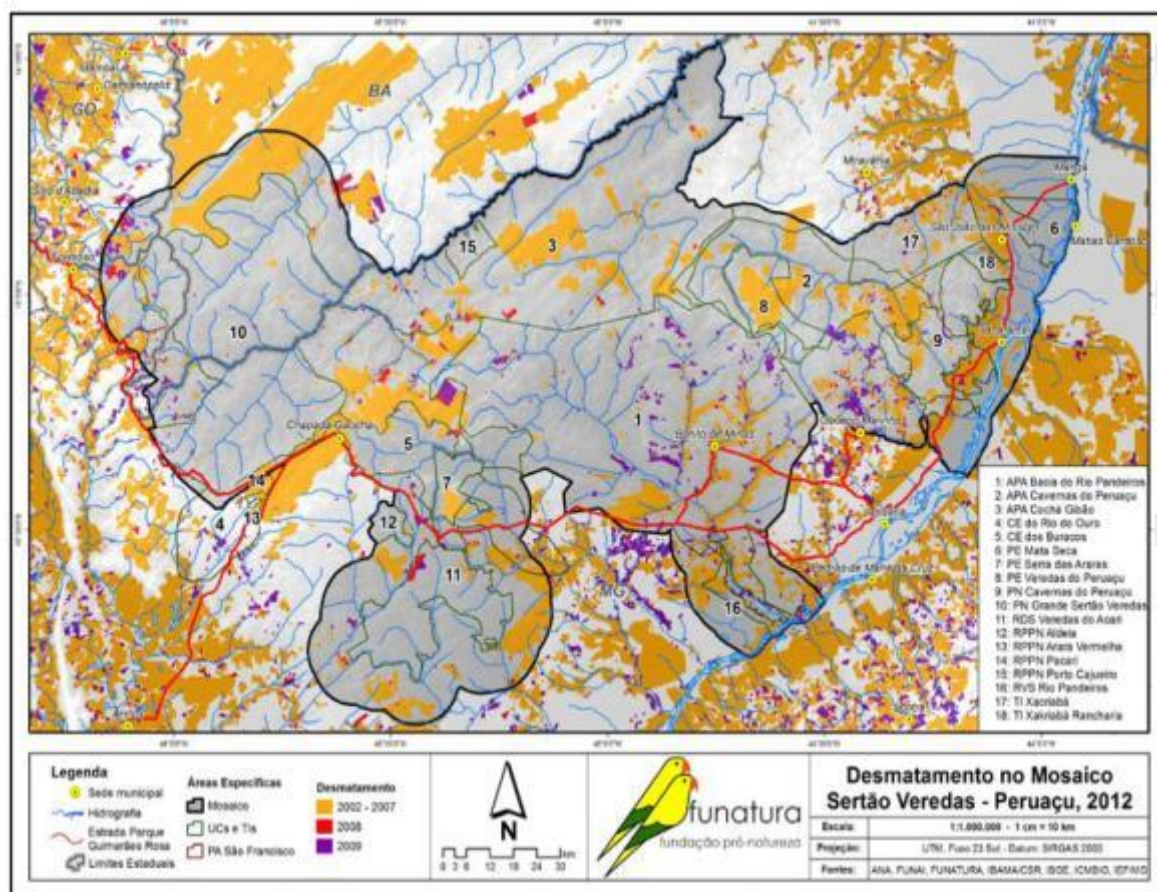 Mambaí
Damianópolis
GO
BA
Sítio d'Abadia
Formoso
Miravânia
Manga
São João das Missões
Matias Cardoso
17
6
18
15
3
2
8
9
10
Itacarambi
Chapada Gaúcha
5
1
Bonito de Minas
14
4
13
7
12
11
MG
16
Pedras de Maria da Cruz
1: APA Bacia do Rio Pandeiros
2: APA Cavernas do Peruaçu
3: APA Cochá Gibão
4: CE do Rio do Ouro
5: CE dos Buracos
6: PE Mata Seca
7: PE Serra das Araras
8: PE Veredas do Peruaçu
9: PN Cavernas do Peruaçu
10: PN Grande Sertão Veredas
11: RDS Veredas do Acari
12: RPPN Aldeia
13: RPPN Arara Vermelha
14: RPPN Pacari
15: RPPN Porto Cajueiro
16: RVS Rio Pandeiros
17: TI Xacriabá
18: TI Xakriabá Rancharia
Legenda
Sede municipal
Hidrografia
Estrada Parque
Guimarães Rosa
Limites Estaduais
Áreas Específicas
Mosaico
UCs e TIs
PA São Francisco
Desmatamento
2002 - 2007
2008
2009
N
0 3 6 12 18 24 30
km
funatura
fundação pró-natureza
Desmatamento no Mosaico
Sertão Veredas - Peruaçu, 2012
Escala: 1:1.000.000 - 1 cm = 10 km
Projeção: UTM, Fuso 23 Sul - Datum: SIRGAS 2000
Fontes: ANA, FUNAI, FUNATURA, IBAMA/CSR, IBGE, ICMBIO, IEF/MG